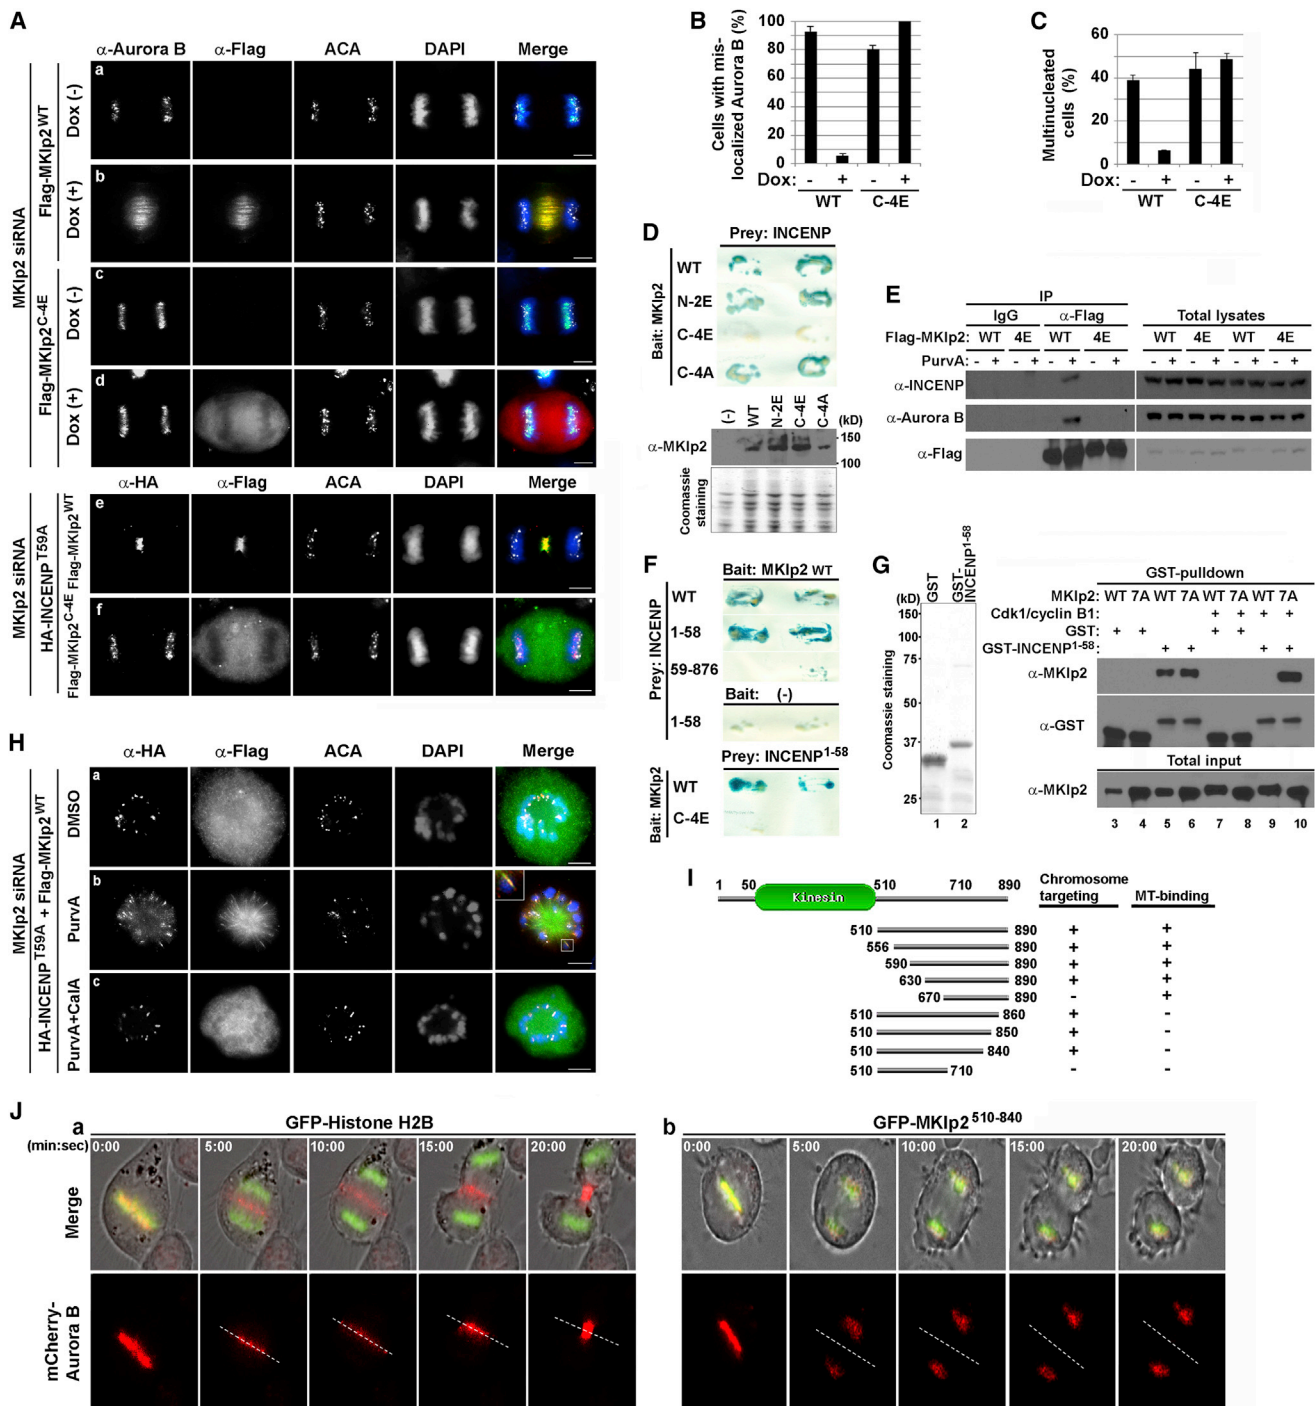 A
α-Aurora B α-Flag ACA DAPI Merge
MKlp2 siRNA
Flag-MKlp2WT
Dox (-)
a
Dox (+)
b
Flag-MKlp2C-4E
Dox (-)
c
Dox (+)
d
α-HA α-Flag ACA DAPI Merge
MKlp2 siRNA
HA-INCENP T59A
Flag-MKlp2WT
e
Flag-MKlp2C-4E
f
B
Cells with mis-
localized Aurora B (%)
100
80
60
40
20
0
Dox: - + - +
WT C-4E
C
Multinucleated
cells (%)
60
40
20
0
Dox: - + - +
WT C-4E
D
Prey: INCENP
Bait: MKlp2
WT
N-2E
C-4E
C-4A
(-) WT N-2E C-4E C-4A (kD)
α-MKlp2
150
100
Coomassie
staining
E
IP
IgG α-Flag Total lysates
Flag-MKlp2: WT 4E WT 4E WT 4E WT 4E
PurvA: - + - + - + - + - + - + - + - +
α-INCENP
α-Aurora B
α-Flag
F
Bait: MKlp2 WT
Prey: INCENP
WT
1-58
59-876
Bait: (-)
1-58
Prey: INCENP1-58
Bait: MKlp2
WT
C-4E
G
GST
GST-INCENP1-58
(kD)
150
100
75
50
37
25
Coomassie staining
1 2
GST-pulldown
MKlp2: WT 7A WT 7A WT 7A WT 7A
Cdk1/cyclin B1: + + + +
GST: + + + +
GST-INCENP1-58: + + + +
α-MKlp2
α-GST
Total input
α-MKlp2
3 4 5 6 7 8 9 10
H
α-HA α-Flag ACA DAPI Merge
MKlp2 siRNA
HA-INCENP T59A + Flag-MKlp2WT
DMSO
a
PurvA
b
PurvA+CalA
c
I
1 50 510 710 890
Kinesin
Chromosome
targeting
MT-binding
510 890 + +
556 890 + +
590 890 + +
630 890 + +
670 890 - +
510 860 + -
510 850 + -
510 840 + -
510 710 - -
J
a
GFP-Histone H2B
(min:sec)
0:00 5:00 10:00 15:00 20:00
Merge
mCherry-
Aurora B
b
GFP-MKlp2510-840
0:00 5:00 10:00 15:00 20:00